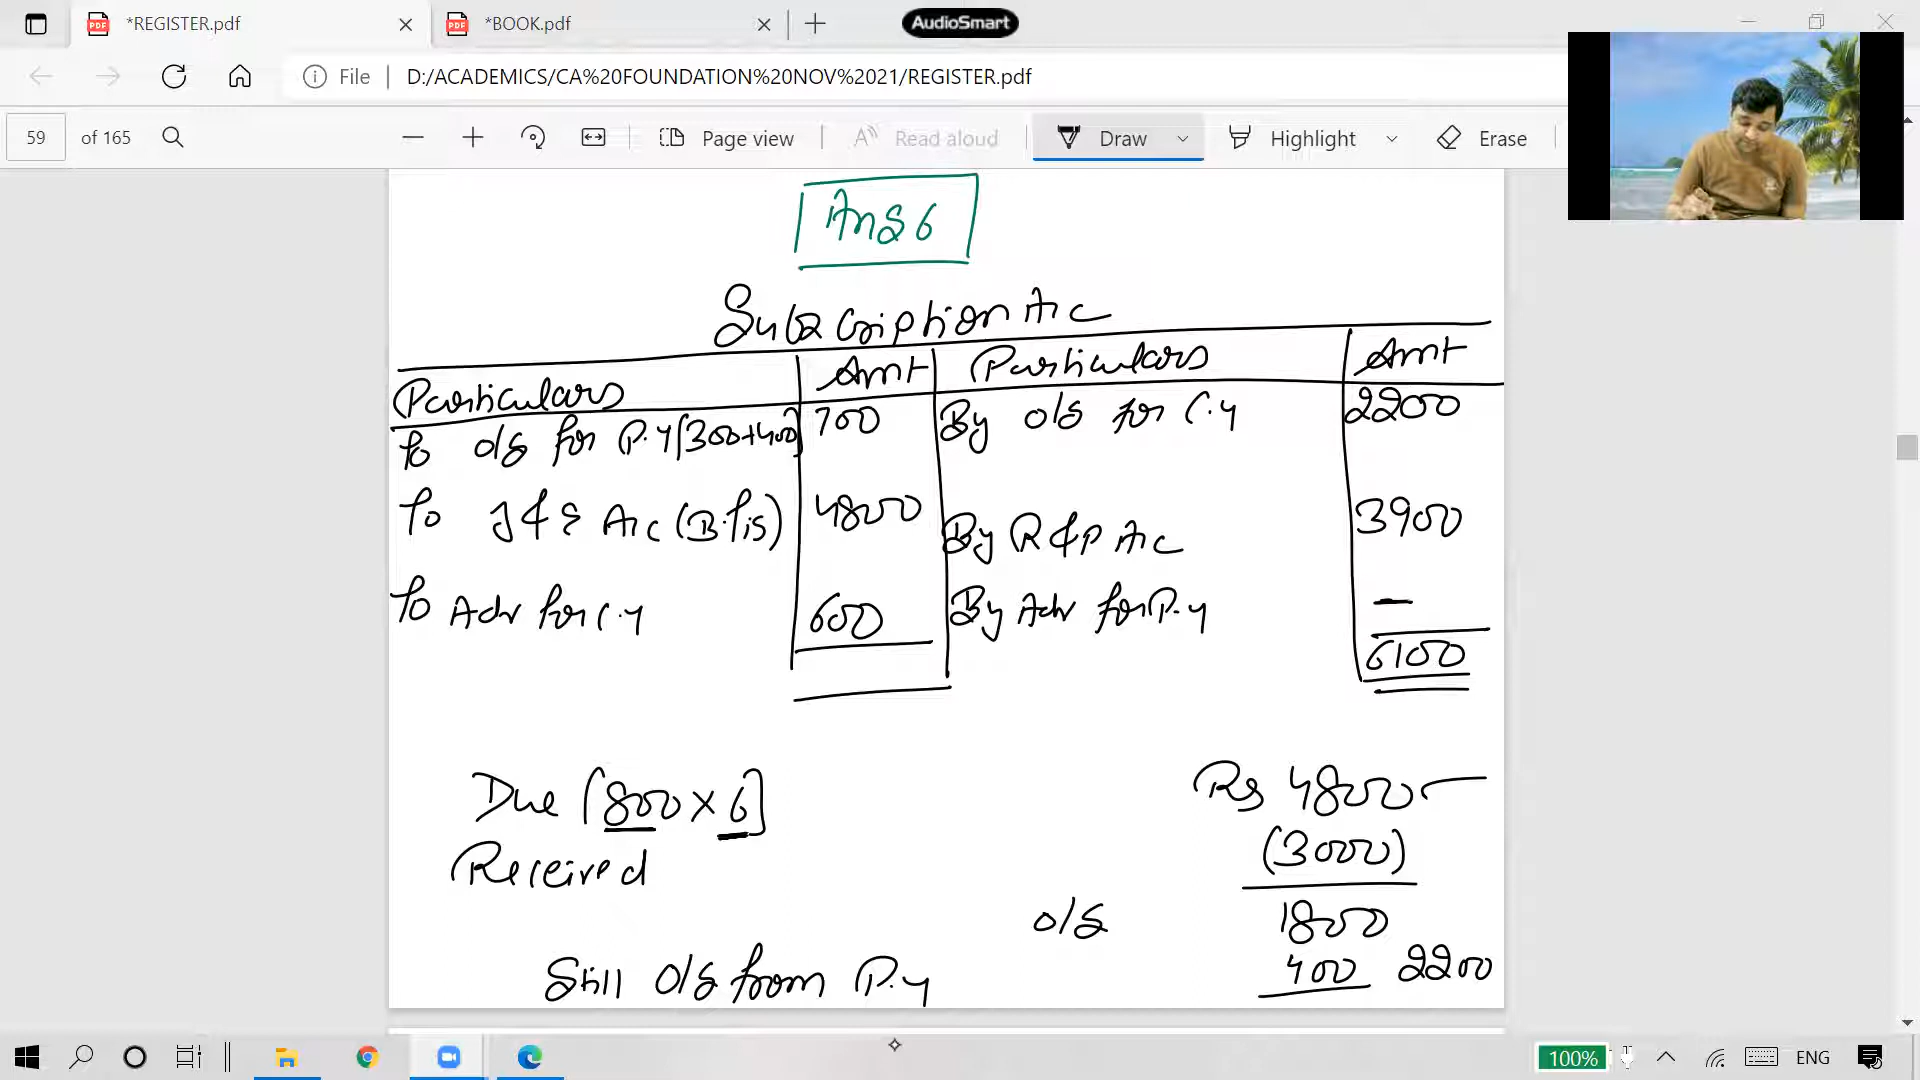 *REGISTER.pdf
*BOOK.pdf
AudioSmart
File
D:/ACADEMICS/CA%20FOUNDATION%20NOV%2021/REGISTER.pdf
59 of 165
Page view
Read aloud
Draw
Highlight
Erase
Ans 6
Subscription A/c
Particulars Amt Particulars Amt
To o/s for P.Y (300+400) 700 By o/s for C.Y 2200
To I & E A/c (B.fig) 4800 By R & P A/c 3900
To Adv for C.Y 600 By Adv for P.Y –
6100
Due (800 × 6) Rs 4800
Received (3000)
o/s 1800
Still o/s from P.Y 400 2200
100%
ENG